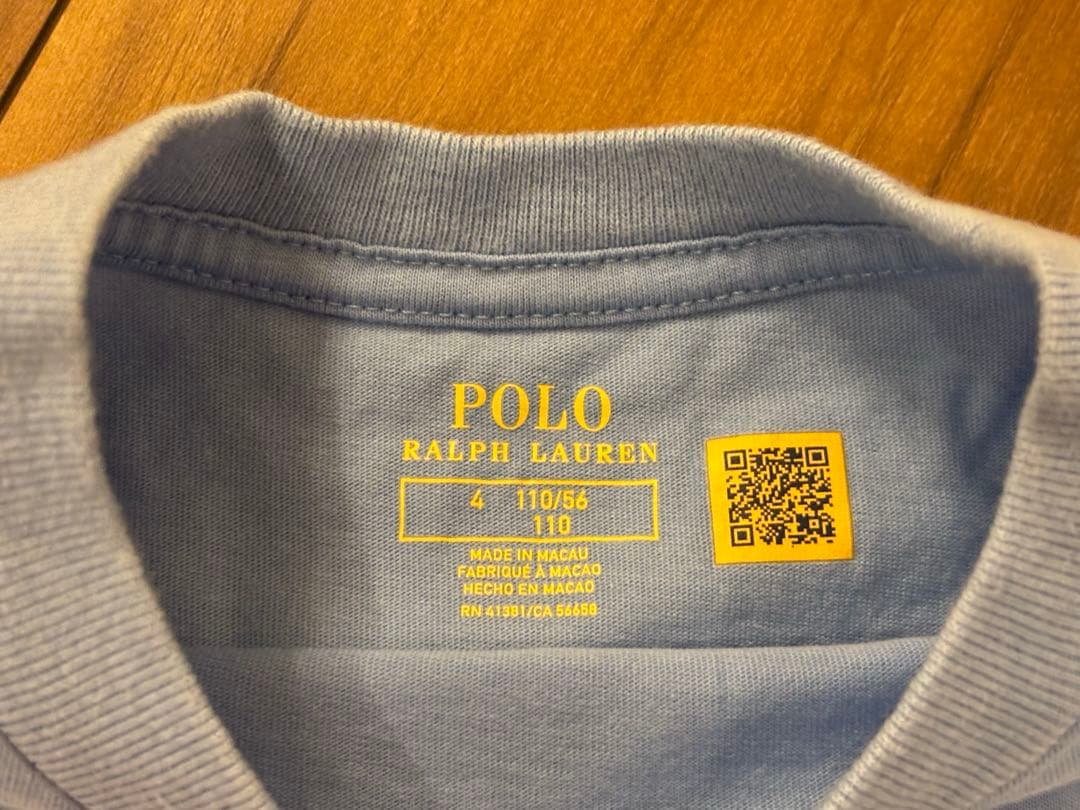 POLO
RALPH LAUREN
4 110/56
110
MADE IN MACAU
FABRIQUÉ À MACAO
HECHO EN MACAO
RN 41381/CA 56658